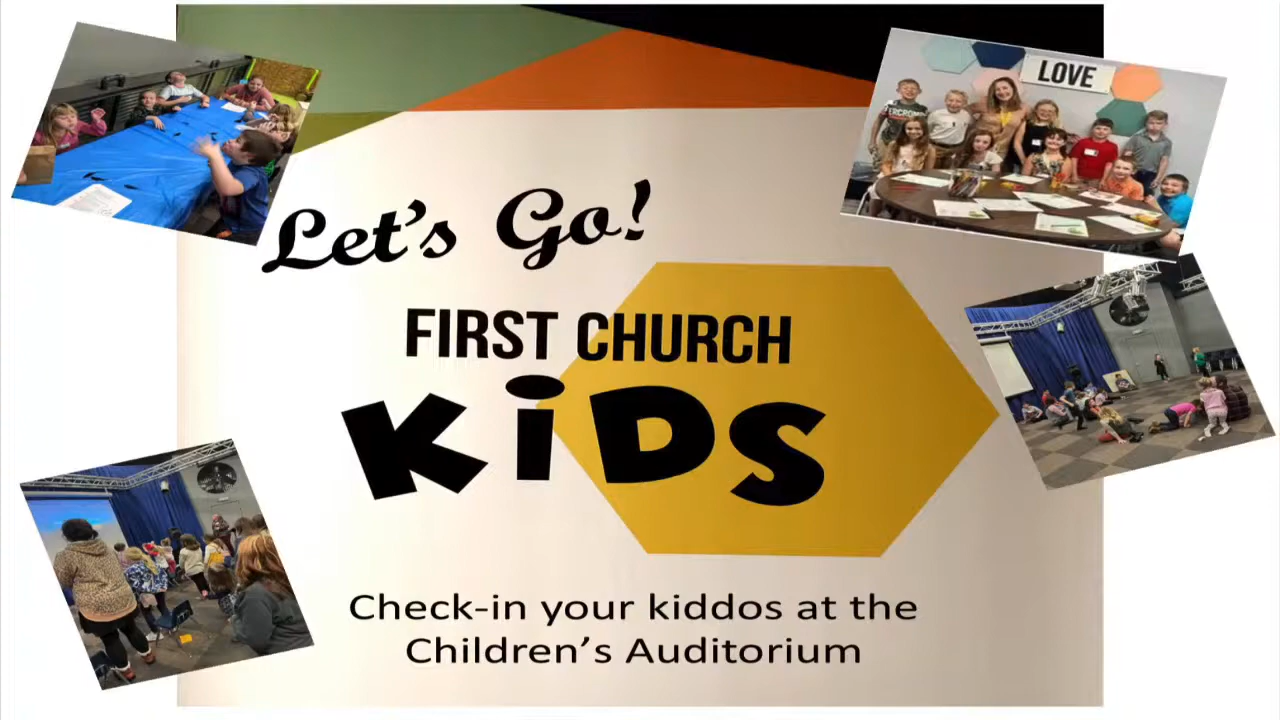 LOVE
Let's Go!
FIRST CHURCH
KiDS
Check-in your kiddos at the
Children's Auditorium